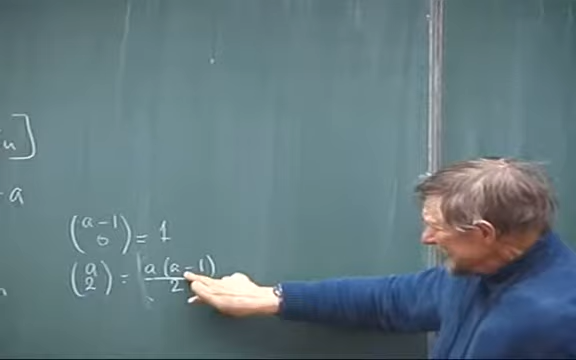 n]
-a
(a-1 0) = 1
(a 2) = a(a-1)/2
n